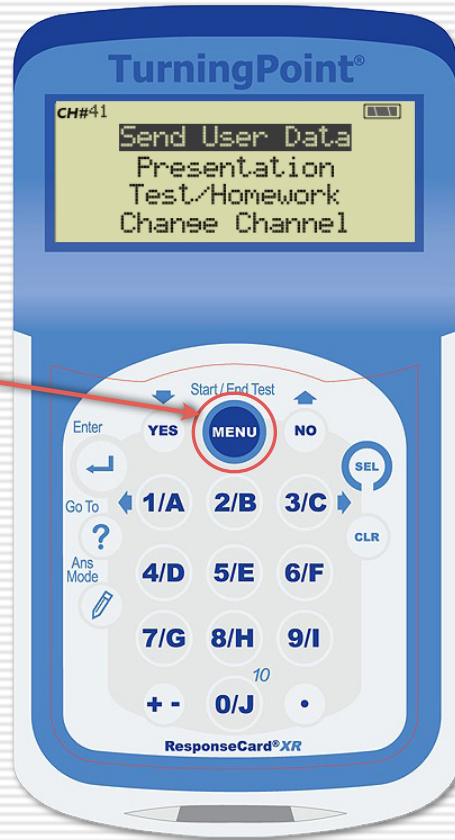 TurningPoint®
CH#41
Send User Data
Presentation
Test/Homework
Change Channel
Start / End Test
Enter
YES
MENU
NO
SEL
Go To
1/A
2/B
3/C
?
CLR
Ans
Mode
4/D
5/E
6/F
7/G
8/H
9/I
10
+ -
0/J
•
ResponseCard®XR